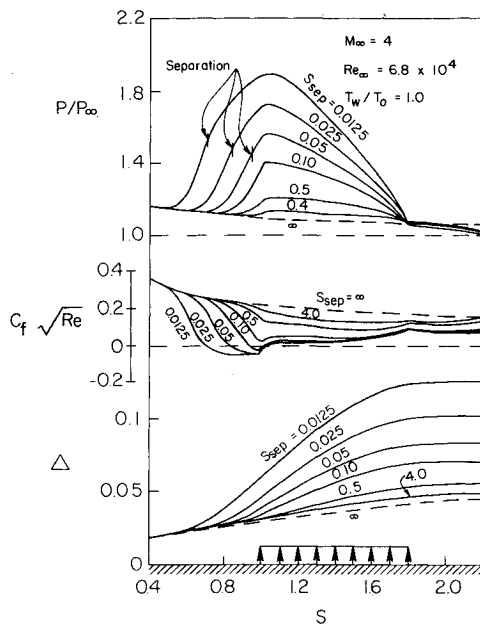 2.2
M∞ = 4
Re∞ = 6.8 x 10⁴
Tw/To = 1.0
Separation
P/P∞
1.8
Ssep = 0.0125
0.025
0.05
0.10
1.4
0.5
0.4
∞
1.0
0.4
0.2
0
-0.2
Cf √Re
Ssep = ∞
4.0
0.5
0.10
0.05
0.025
0.0125
0.1
0.05
0
Δ
Ssep = 0.0125
0.025
0.05
0.10
0.5
4.0
∞
0.4 0.8 1.2 1.6 2.0
S